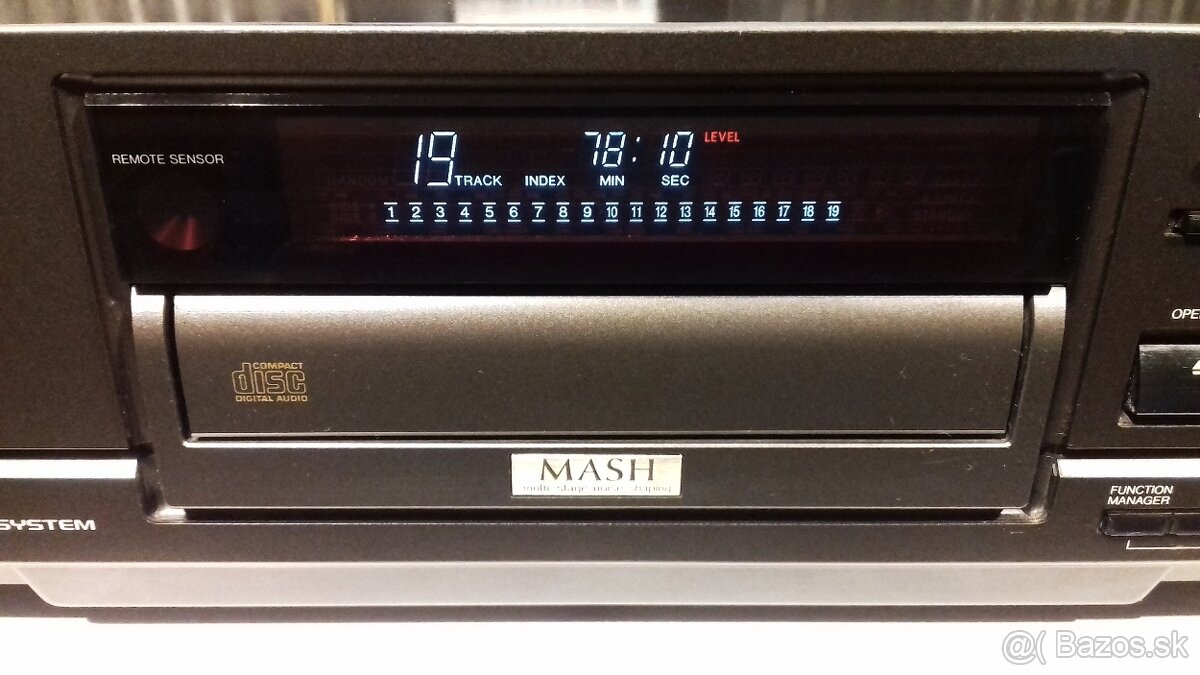 REMOTE SENSOR
19 78:10 LEVEL
TRACK INDEX MIN SEC
1 2 3 4 5 6 7 8 9 10 11 12 13 14 15 16 17 18 19
OPE
COMPACT
disc
DIGITAL AUDIO
MASH
multi-stage noise shaping
FUNCTION
MANAGER
SYSTEM
@( Bazos.sk